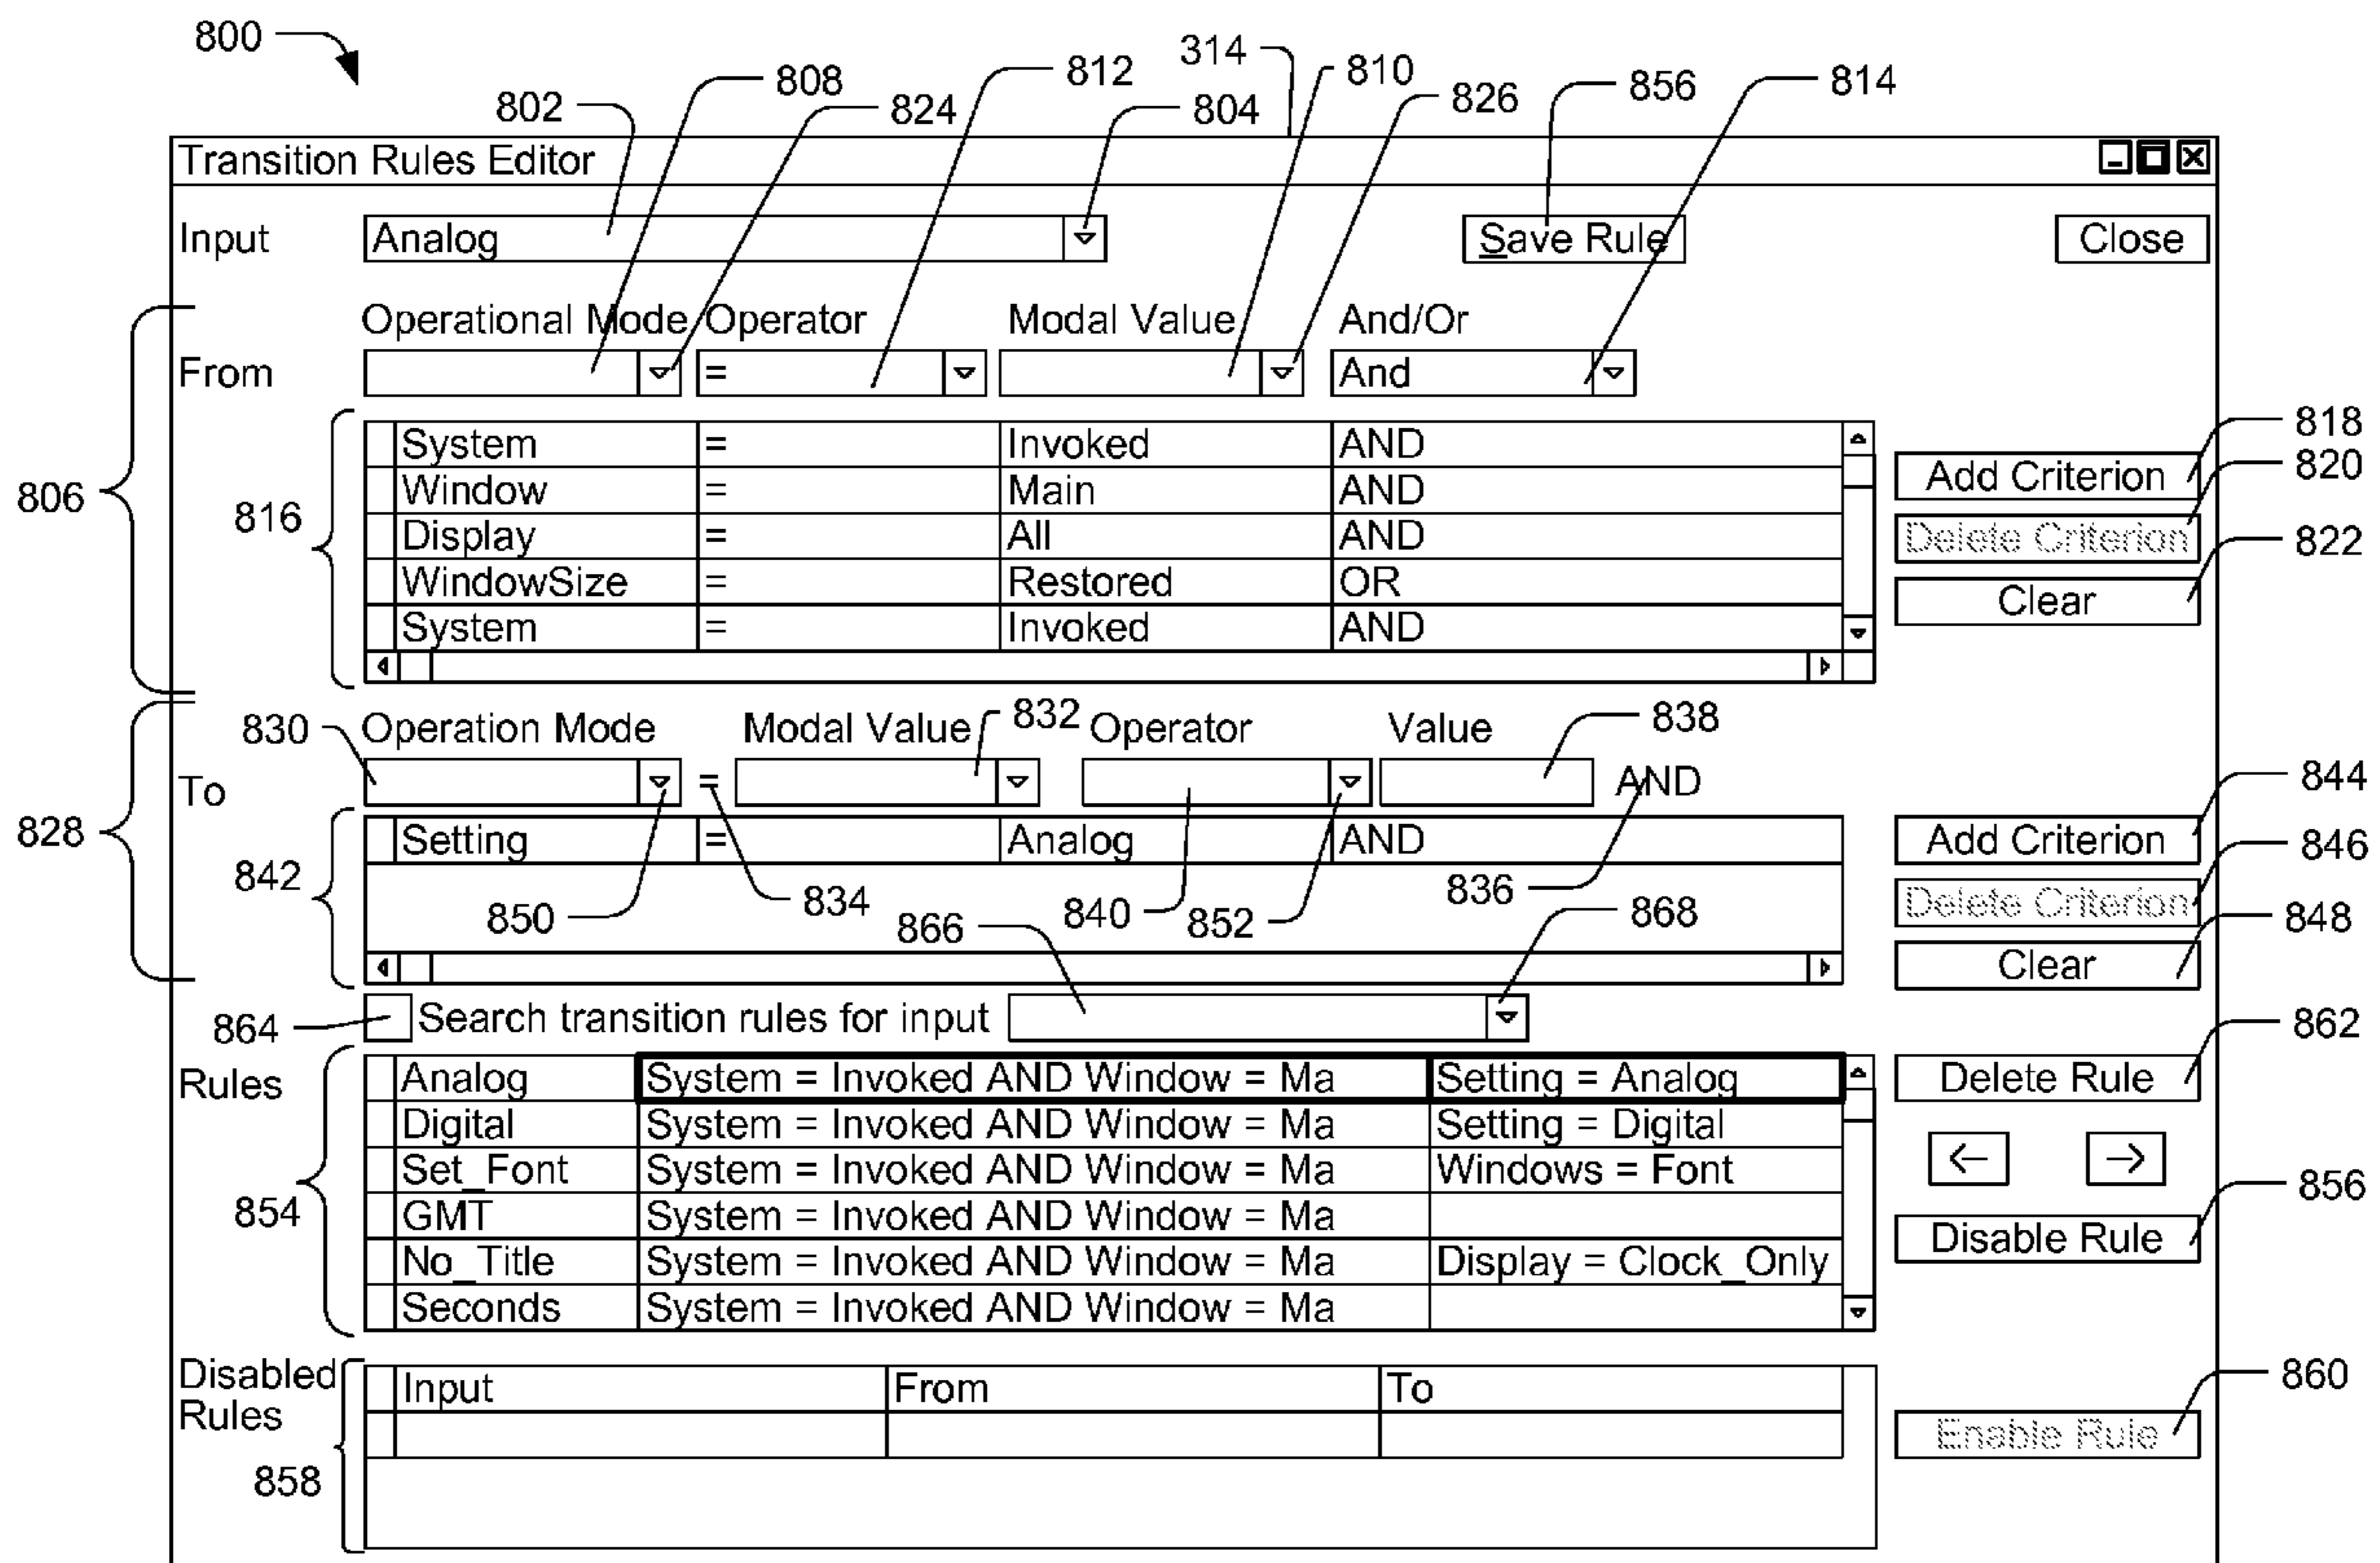 800
314
808
812
810
802
824
804
826
856
814
Transition Rules Editor
Input Analog Save Rule Close
Operational Mode Operator Modal Value And/Or
From = And
806
816
System = Invoked AND
Window = Main AND
Display = All AND
WindowSize = Restored OR
System = Invoked AND
818
Add Criterion
820
Delete Criterion
822
Clear
828
830 Operation Mode Modal Value 832 Operator Value 838
To = AND
842
Setting = Analog AND
844
Add Criterion
846
Delete Criterion
848
Clear
850 834 840 852 836
866 868
864 Search transition rules for input
862
Rules
854
Analog System = Invoked AND Window = Ma Setting = Analog
Digital System = Invoked AND Window = Ma Setting = Digital
Set_Font System = Invoked AND Window = Ma Windows = Font
GMT System = Invoked AND Window = Ma
No_Title System = Invoked AND Window = Ma Display = Clock_Only
Seconds System = Invoked AND Window = Ma
Delete Rule
← →
856
Disable Rule
Disabled
Rules
858
Input From To
860
Enable Rule